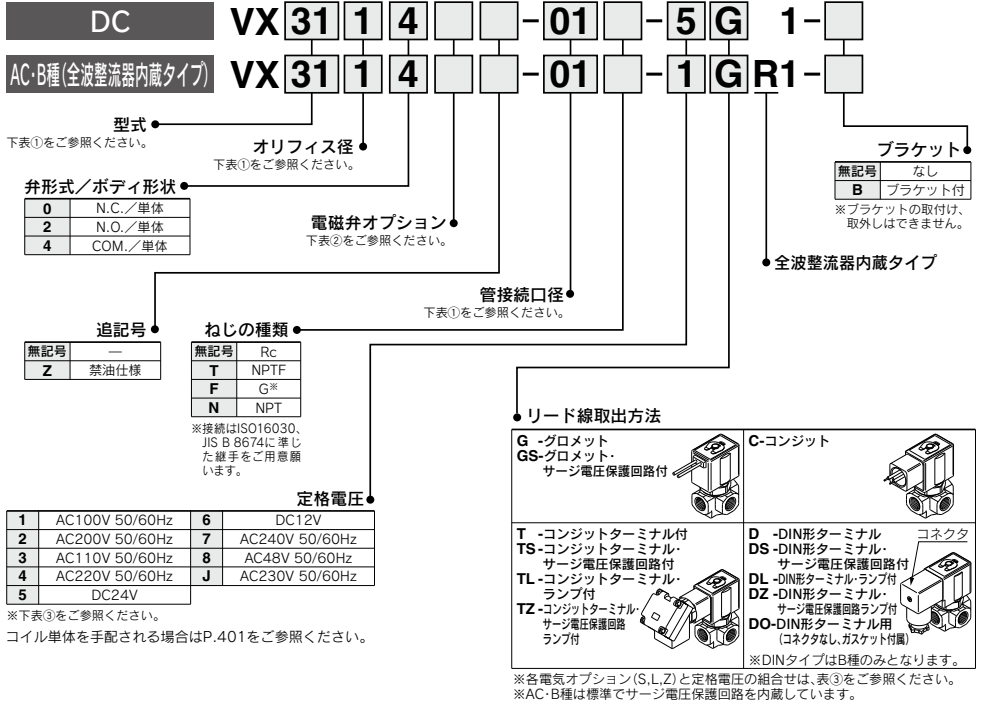 DC VX 31 1 4 -01 -5 G 1-
AC・B種(全波整流器内蔵タイプ) VX 31 1 4 -01 -1 G R1-
型式
下表①をご参照ください。
オリフィス径
下表①をご参照ください。
弁形式／ボディ形状
0 N.C.／単体
2 N.O.／単体
4 COM.／単体
電磁弁オプション
下表②をご参照ください。
ブラケット
無記号 なし
B ブラケット付
※ブラケットの取付け、
取外しはできません。
全波整流器内蔵タイプ
管接続口径
下表①をご参照ください。
追記号
無記号 —
Z 禁油仕様
ねじの種類
無記号 Rc
T NPTF
F G※
N NPT
※接続はISO16030、
JIS B 8674に準じ
た継手をご用意願
います。
定格電圧
1 AC100V 50/60Hz 6 DC12V
2 AC200V 50/60Hz 7 AC240V 50/60Hz
3 AC110V 50/60Hz 8 AC48V 50/60Hz
4 AC220V 50/60Hz J AC230V 50/60Hz
5 DC24V
※下表③をご参照ください。
コイル単体を手配される場合はP.401をご参照ください。
リード線取出方法
G -グロメット
GS-グロメット・
サージ電圧保護回路付
C-コンジット
T -コンジットターミナル付
TS-コンジットターミナル・
サージ電圧保護回路付
TL-コンジットターミナル・
ランプ付
TZ-コンジットターミナル・
サージ電圧保護回路
ランプ付
D -DIN形ターミナル
コネクタ
DS-DIN形ターミナル・
サージ電圧保護回路付
DL-DIN形ターミナル・ランプ付
DZ-DIN形ターミナル・
サージ電圧保護回路ランプ付
DO-DIN形ターミナル用
(コネクタなし、ガスケット付属)
※DINタイプはB種のみとなります。
※各電気オプション(S,L,Z)と定格電圧の組合せは、表③をご参照ください。
※AC・B種は標準でサージ電圧保護回路を内蔵しています。